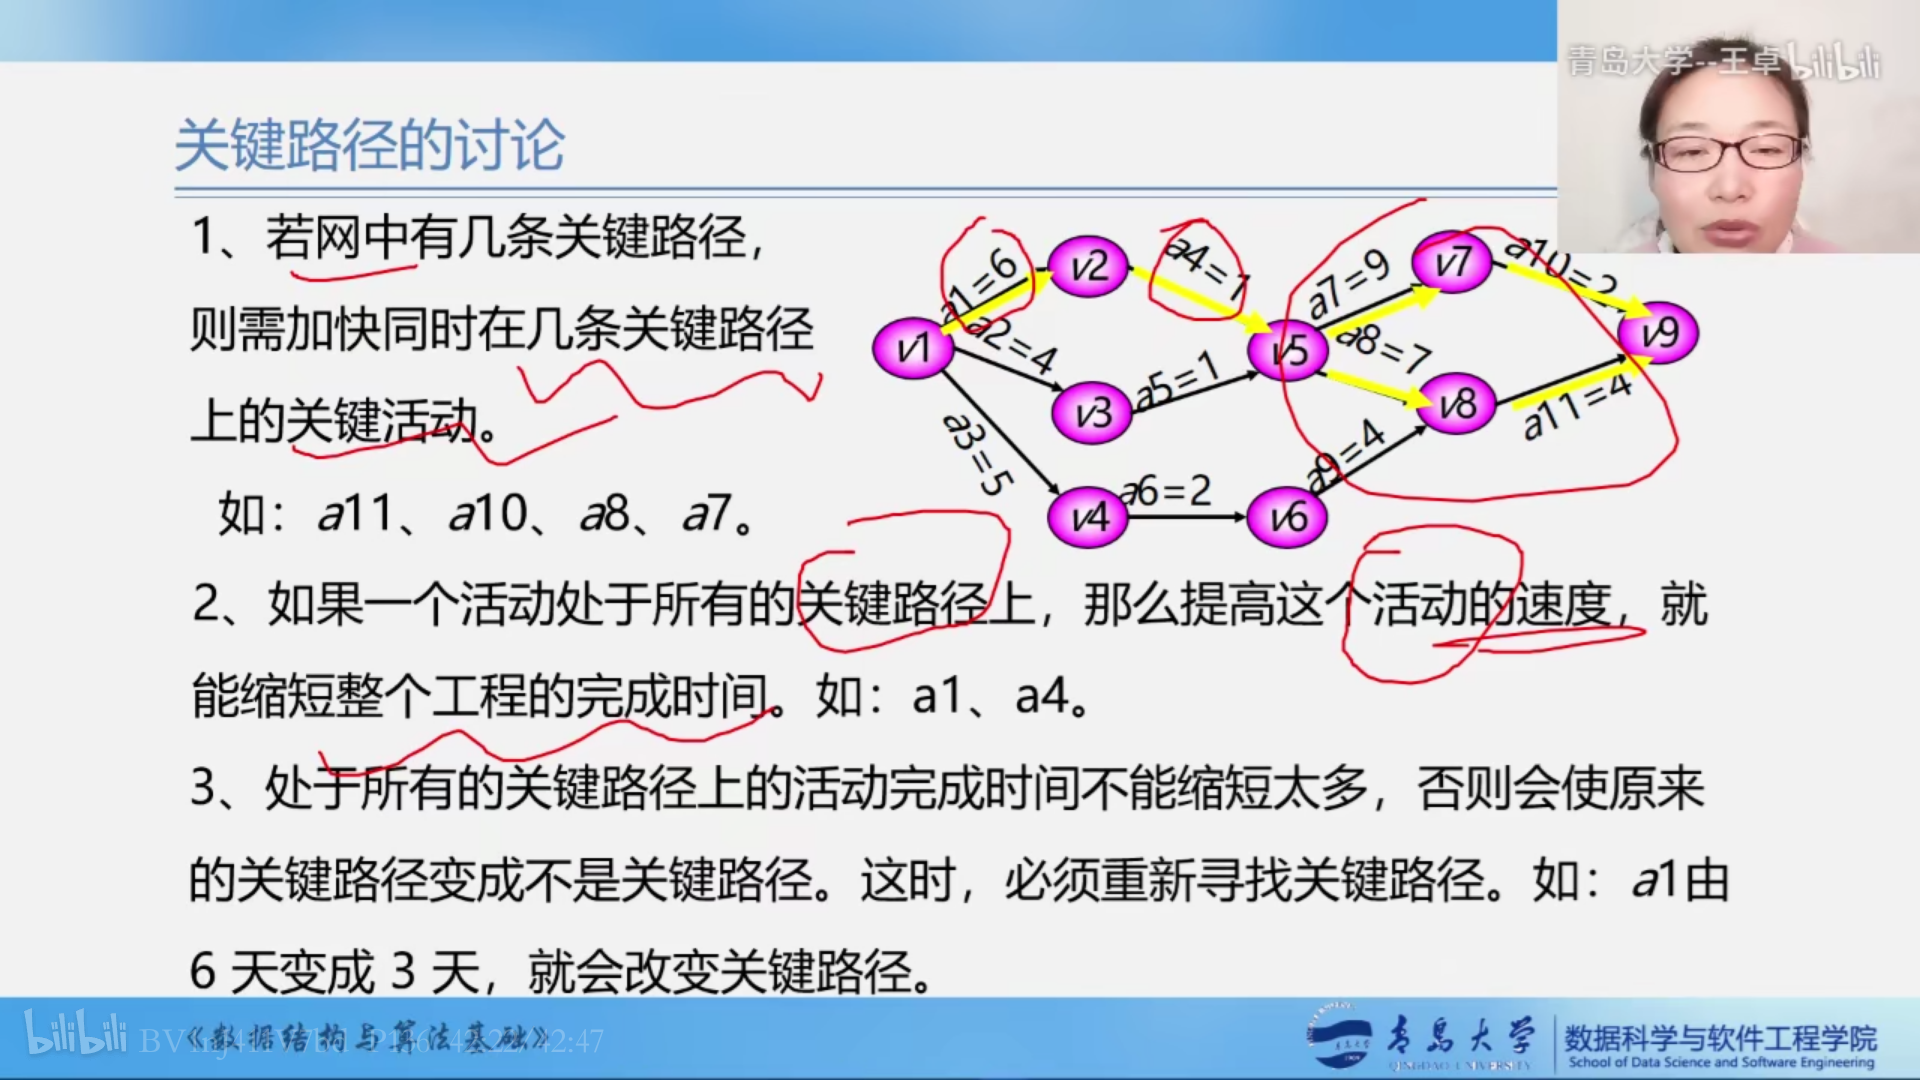 青岛大学--王卓 bilibili
关键路径的讨论
1、若网中有几条关键路径，
则需加快同时在几条关键路径
上的关键活动。
如：a11、a10、a8、a7。
a1=6
v2
a4=1
a7=9
v7
a10=2
v1
a2=4
v5
a8=7
v9
a5=1
v3
v8
a11=4
a3=5
a9=4
v4
a6=2
v6
2、如果一个活动处于所有的关键路径上，那么提高这个活动的速度，就
能缩短整个工程的完成时间。如：a1、a4。
3、处于所有的关键路径上的活动完成时间不能缩短太多，否则会使原来
的关键路径变成不是关键路径。这时，必须重新寻找关键路径。如：a1由
6 天变成 3 天，就会改变关键路径。
bilibili
《数据结构与算法基础》
青岛大学
QINGDAO UNIVERSITY
数据科学与软件工程学院
School of Data Science and Software Engineering